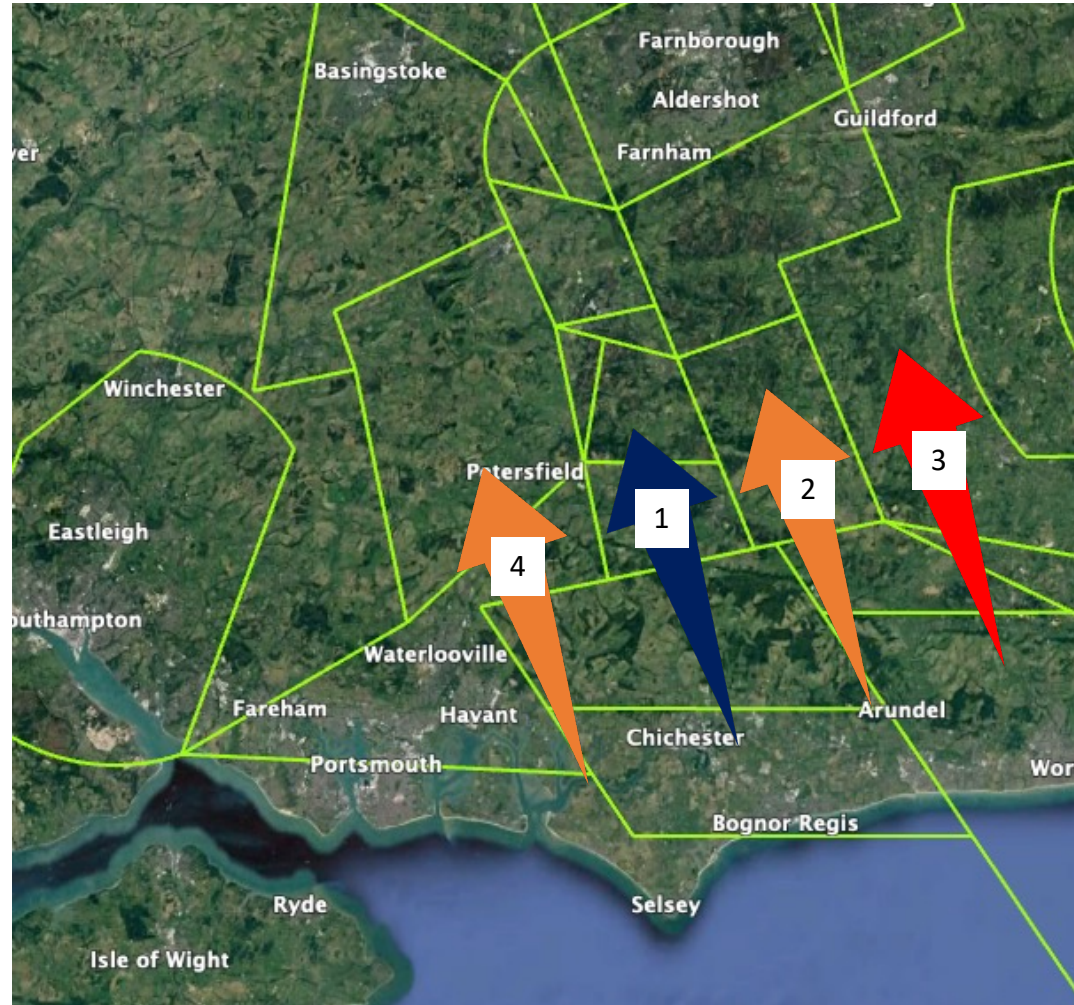 Farnborough
Basingstoke
Aldershot
Guildford
Farnham
ver
Winchester
Petersfield
3
2
1
Eastleigh
4
outhampton
Waterlooville
Fareham
Havant
Arundel
Chichester
Portsmouth
Wor
Bognor Regis
Ryde
Selsey
Isle of Wight